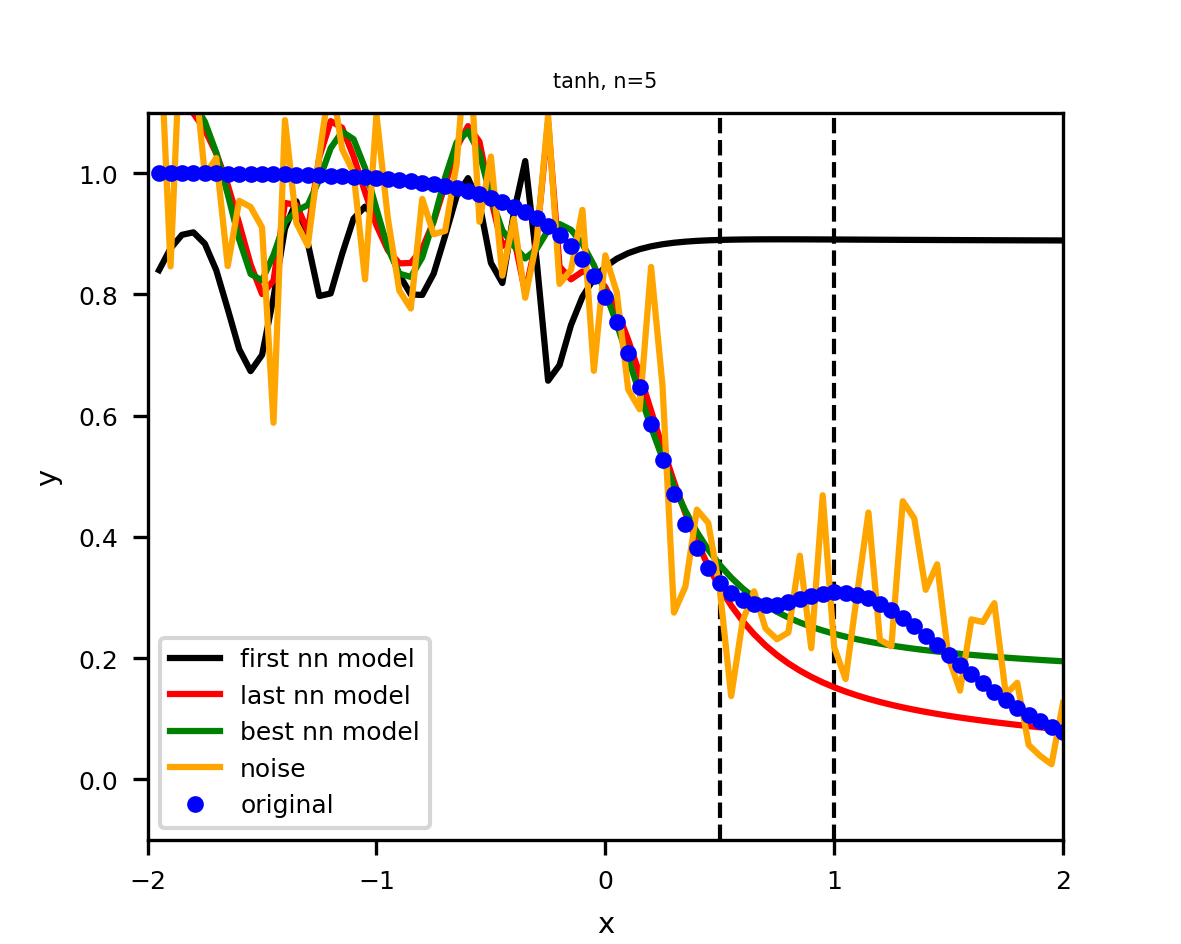 tanh, n=5
1.0
0.8
0.6
0.4
0.2
0.0
y
first nn model
last nn model
best nn model
noise
original
−2
−1
0
1
2
x